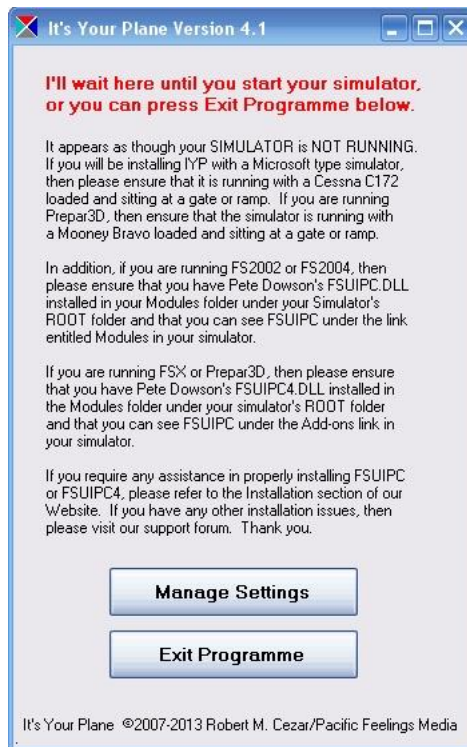 It's Your Plane Version 4.1
I'll wait here until you start your simulator,
or you can press Exit Programme below.
It appears as though your SIMULATOR is NOT RUNNING.
If you will be installing IYP with a Microsoft type simulator,
then please ensure that it is running with a Cessna C172
loaded and sitting at a gate or ramp. If you are running
Prepar3D, then ensure that the simulator is running with
a Mooney Bravo loaded and sitting at a gate or ramp.
In addition, if you are running FS2002 or FS2004, then
please ensure that you have Pete Dowson's FSUIPC.DLL
installed in your Modules folder under your Simulator's
ROOT folder and that you can see FSUIPC under the link
entitled Modules in your simulator.
If you are running FSX or Prepar3D, then please ensure
that you have Pete Dowson's FSUIPC4.DLL installed in
the Modules folder under your simulator's ROOT folder
and that you can see FSUIPC under the Add-ons link in
your simulator.
If you require any assistance in properly installing FSUIPC
or FSUIPC4, please refer to the Installation section of our
Website. If you have any other installation issues, then
please visit our support forum. Thank you.
Manage Settings
Exit Programme
It's Your Plane ©2007-2013 Robert M. Cezar/Pacific Feelings Media